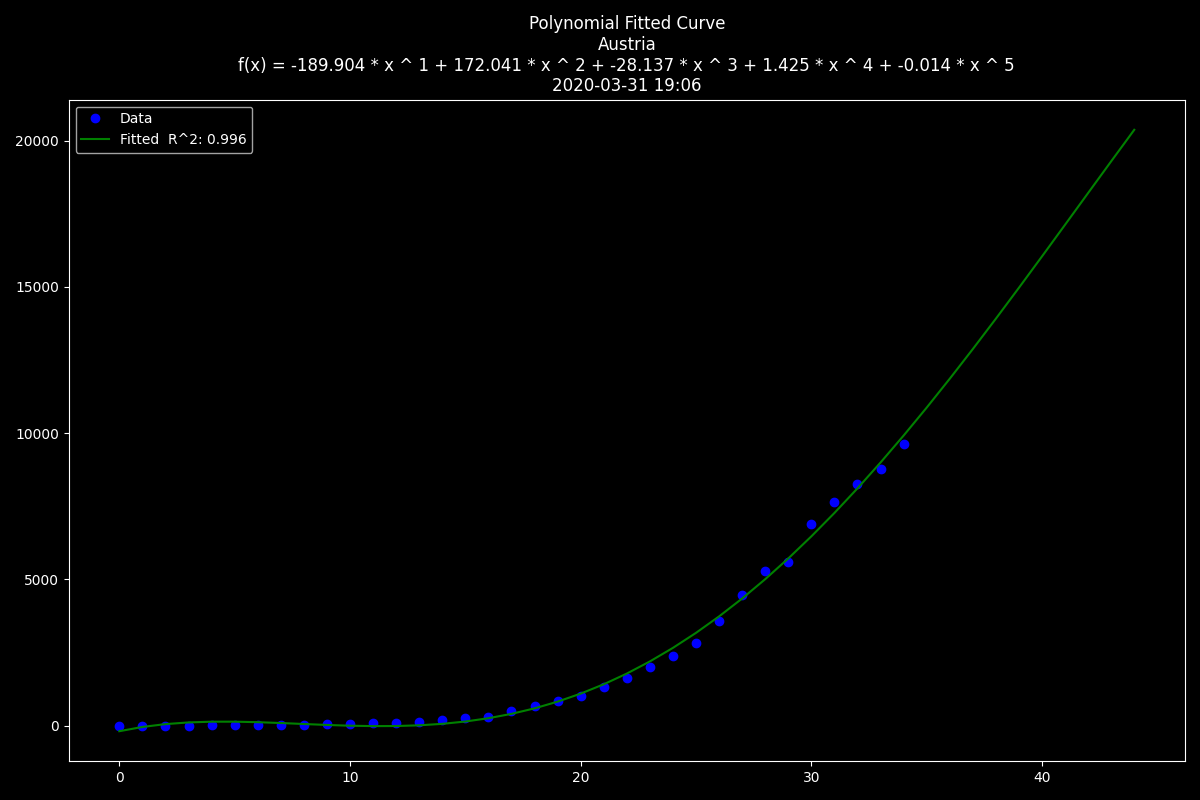 Polynomial Fitted Curve
Austria
f(x) = -189.904 * x ^ 1 + 172.041 * x ^ 2 + -28.137 * x ^ 3 + 1.425 * x ^ 4 + -0.014 * x ^ 5
2020-03-31 19:06
Data
Fitted  R^2: 0.996
20000
15000
10000
5000
0
0 10 20 30 40